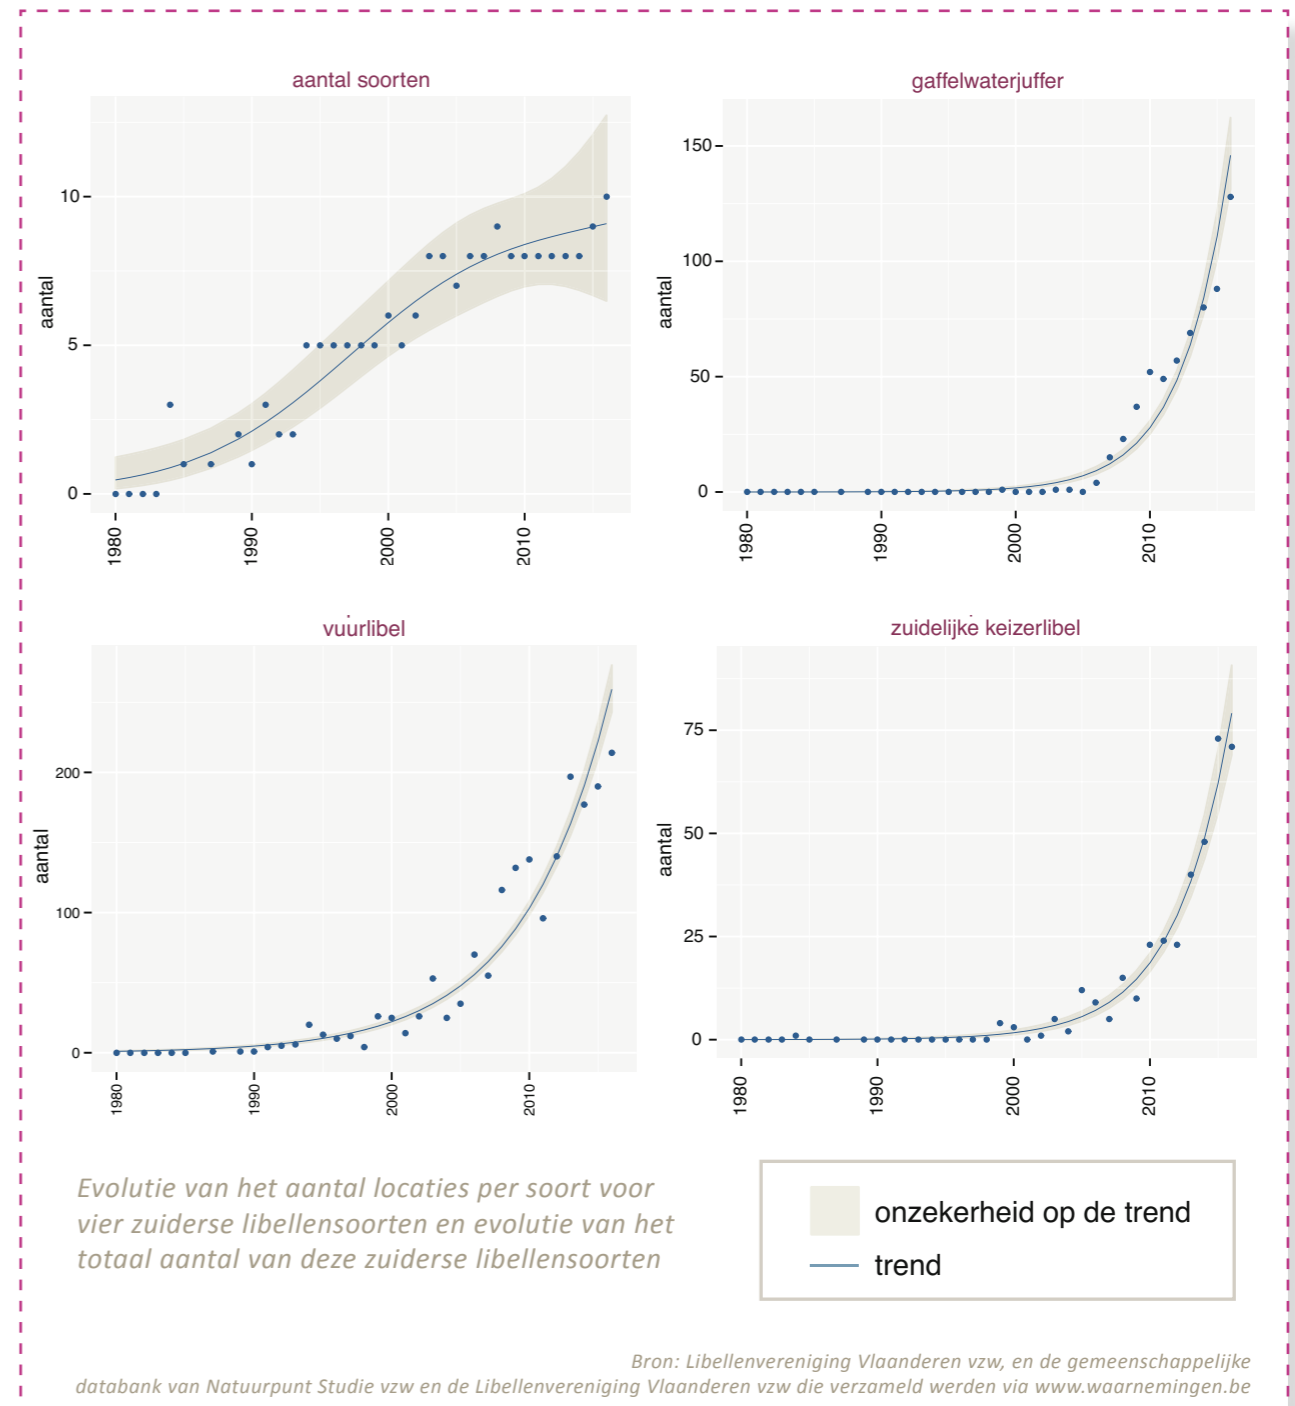 aantal soorten
aantal
10
5
0
1980
1990
2000
2010
gaffelwaterjuffer
aantal
150
100
50
0
1980
1990
2000
2010
vuurlibel
aantal
200
100
0
1980
1990
2000
2010
zuidelijke keizerlibel
aantal
75
50
25
0
1980
1990
2000
2010
Evolutie van het aantal locaties per soort voor
vier zuiderse libellensoorten en evolutie van het
totaal aantal van deze zuiderse libellensoorten
onzekerheid op de trend
trend
Bron: Libellenvereniging Vlaanderen vzw, en de gemeenschappelijke
databank van Natuurpunt Studie vzw en de Libellenvereniging Vlaanderen vzw die verzameld werden via www.waarnemingen.be